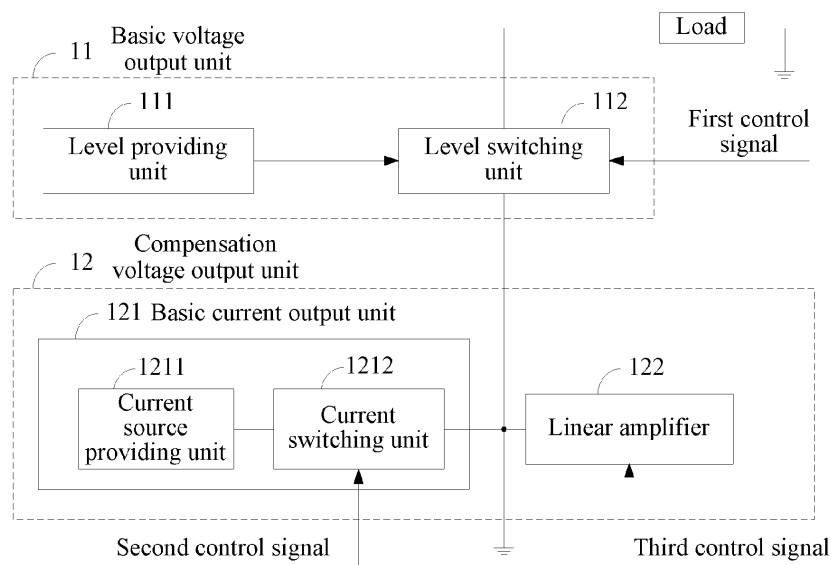 Load
11
Basic voltage
output unit
111
112
Level providing
unit
Level switching
unit
First control
signal
12
Compensation
voltage output unit
121 Basic current output unit
1211
1212
122
Current
source
providing unit
Current
switching unit
Linear amplifier
Second control signal
Third control signal